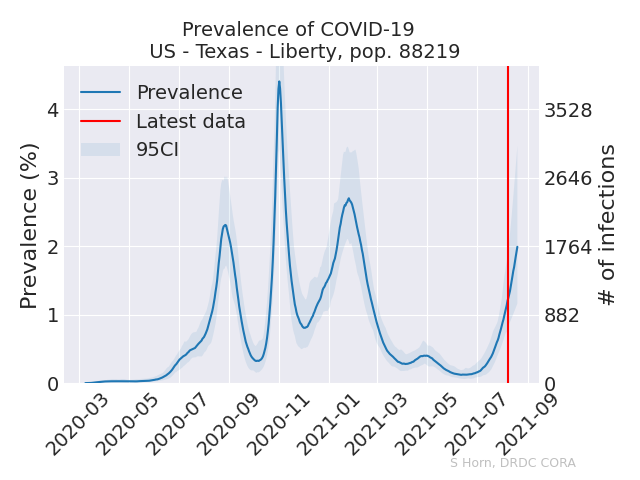 Prevalence of COVID-19
US - Texas - Liberty, pop. 88219
Prevalence
Latest data
95CI
Prevalence (%)
4
3
2
1
0
# of infections
3528
2646
1764
882
0
2020-03
2020-05
2020-07
2020-09
2020-11
2021-01
2021-03
2021-05
2021-07
2021-09
S Horn, DRDC CORA